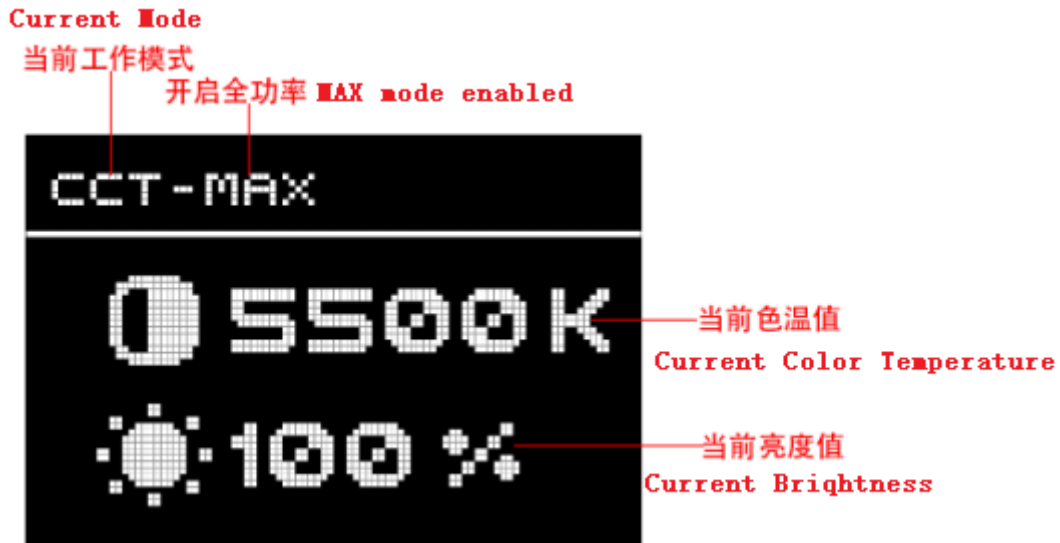 Current Mode
当前工作模式
开启全功率 MAX mode enabled
CCT-MAX
5500K
当前色温值
Current Color Temperature
100%
当前亮度值
Current Briqhtness